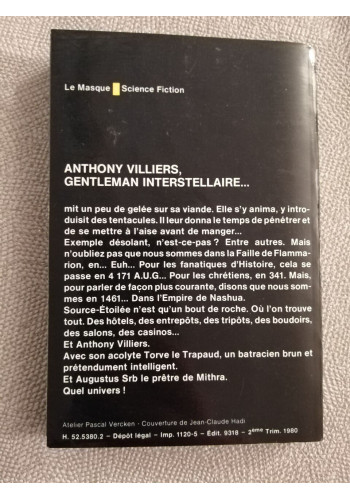 Le Masque Science Fiction
ANTHONY VILLIERS,
GENTLEMAN INTERSTELLAIRE...
mit un peu de gelée sur sa viande. Elle s'y anima, y intro-
duisit des tentacules. Il leur donna le temps de pénétrer et
de se mettre à l'aise avant de manger...
Exemple désolant, n'est-ce-pas ? Entre autres. Mais
n'oubliez pas que nous sommes dans la Faille de Flamma-
rion, en... Euh... Pour les fanatiques d'Histoire, cela se
passe en 4 171 A.U.G... Pour les chrétiens, en 341. Mais,
pour parler de façon plus courante, disons que nous som-
mes en 1461... Dans l'Empire de Nashua.
Source-Étoilée n'est qu'un bout de roche. Où l'on trouve
tout. Des hôtels, des entrepôts, des tripôts, des boudoirs,
des salons, des casinos...
Et Anthony Villiers.
Avec son acolyte Torve le Trapaud, un batracien brun et
prétendument intelligent.
Et Augustus Srb le prêtre de Mithra.
Quel univers !
Atelier Pascal Vercken - Couverture de Jean-Claude Hadi
H. 52.5380.2 - Dépôt légal - Imp. 1120-5 - Édit. 9318 - 2ème Trim. 1980